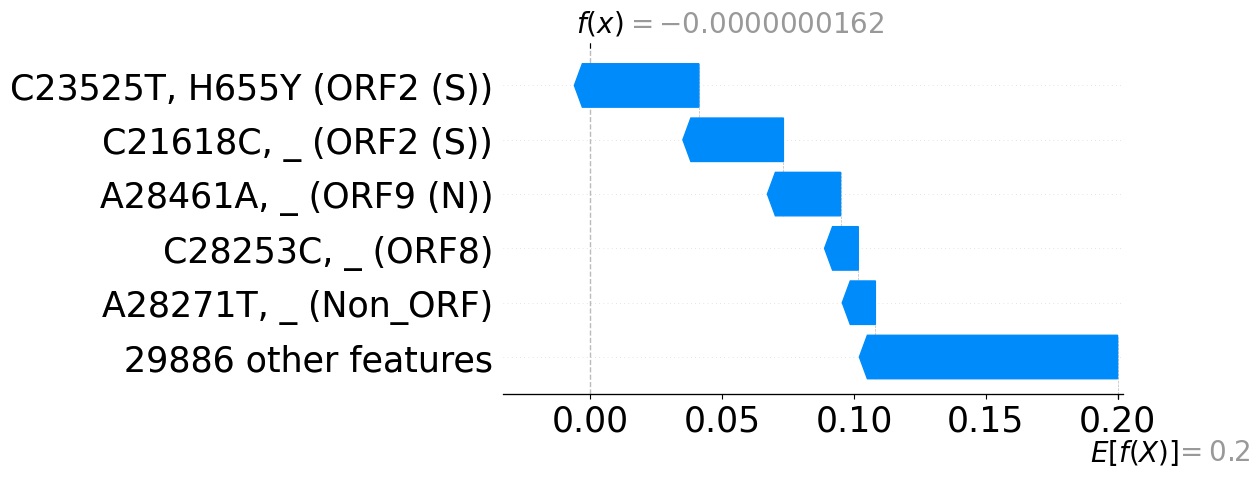 f(x) = −0.0000000162
C23525T, H655Y (ORF2 (S))
C21618C, _ (ORF2 (S))
A28461A, _ (ORF9 (N))
C28253C, _ (ORF8)
A28271T, _ (Non_ORF)
29886 other features
0.00 0.05 0.10 0.15 0.20
E[f(X)] = 0.2